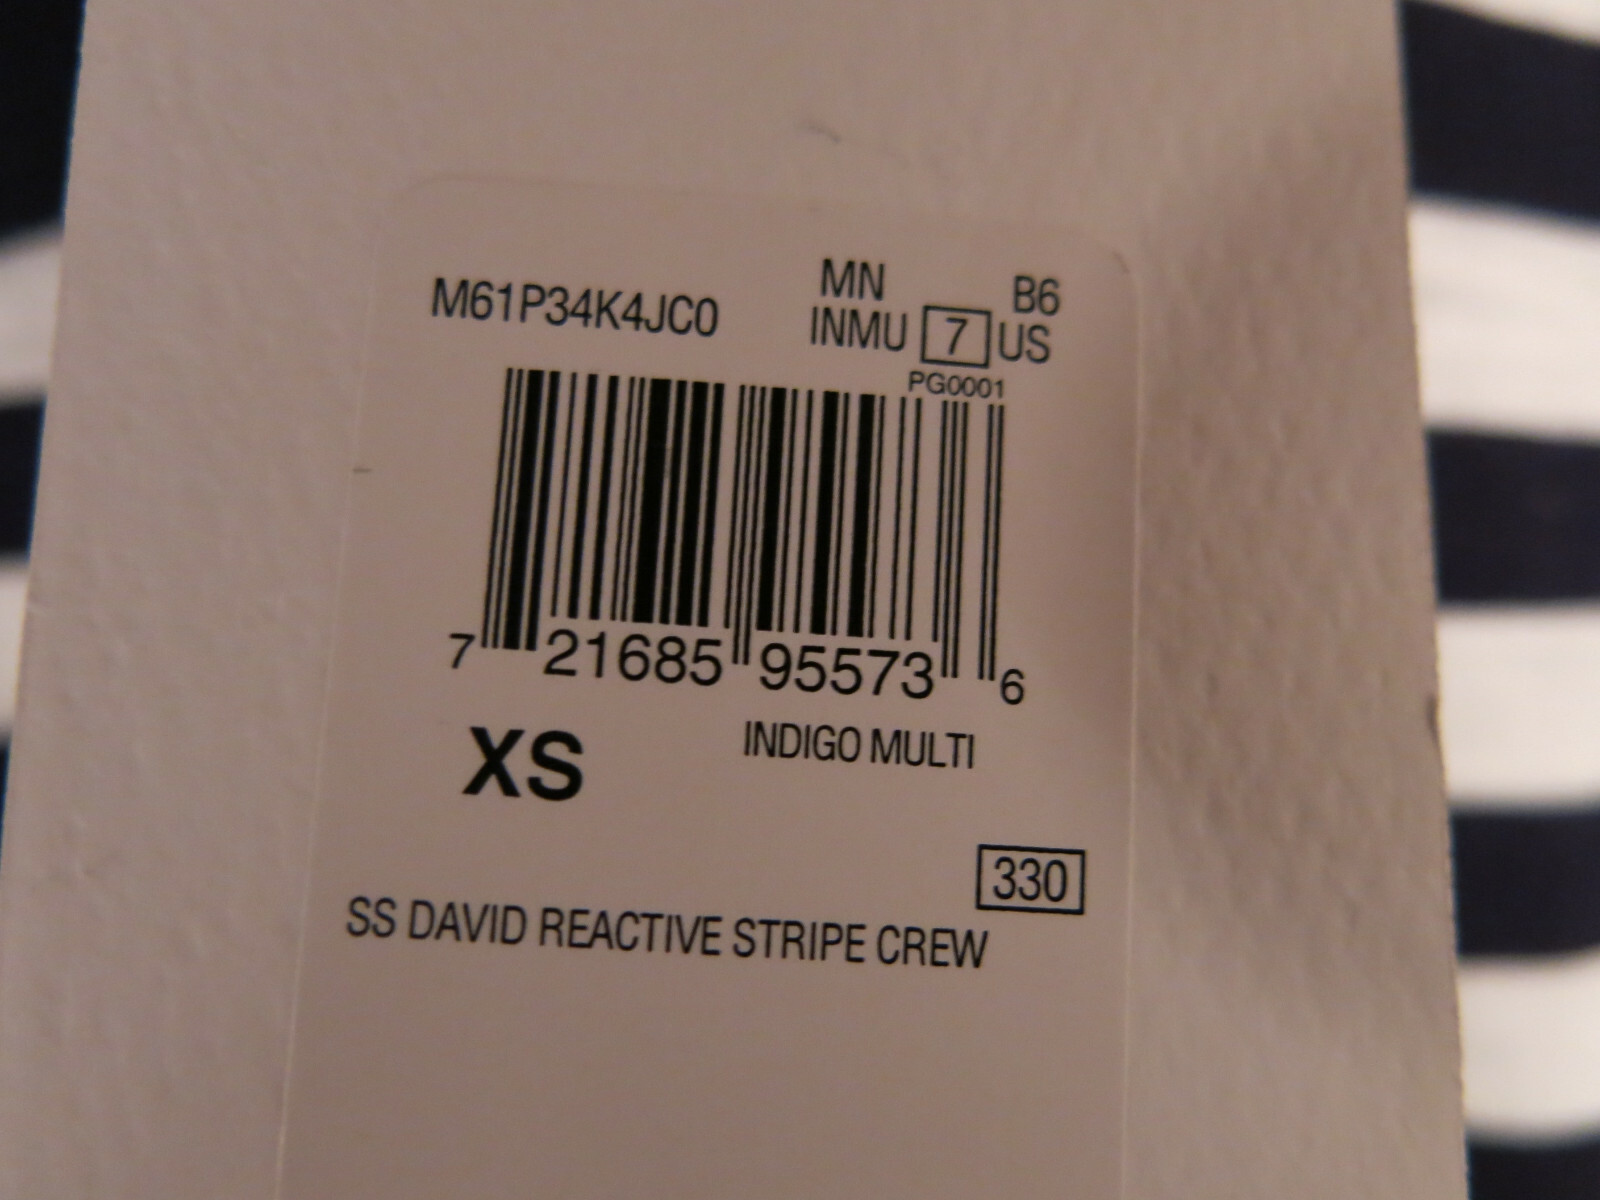 M61P34K4JC0
MN B6
INMU 7 US
PG0001
7 21685 95573 6
XS INDIGO MULTI
330
SS DAVID REACTIVE STRIPE CREW